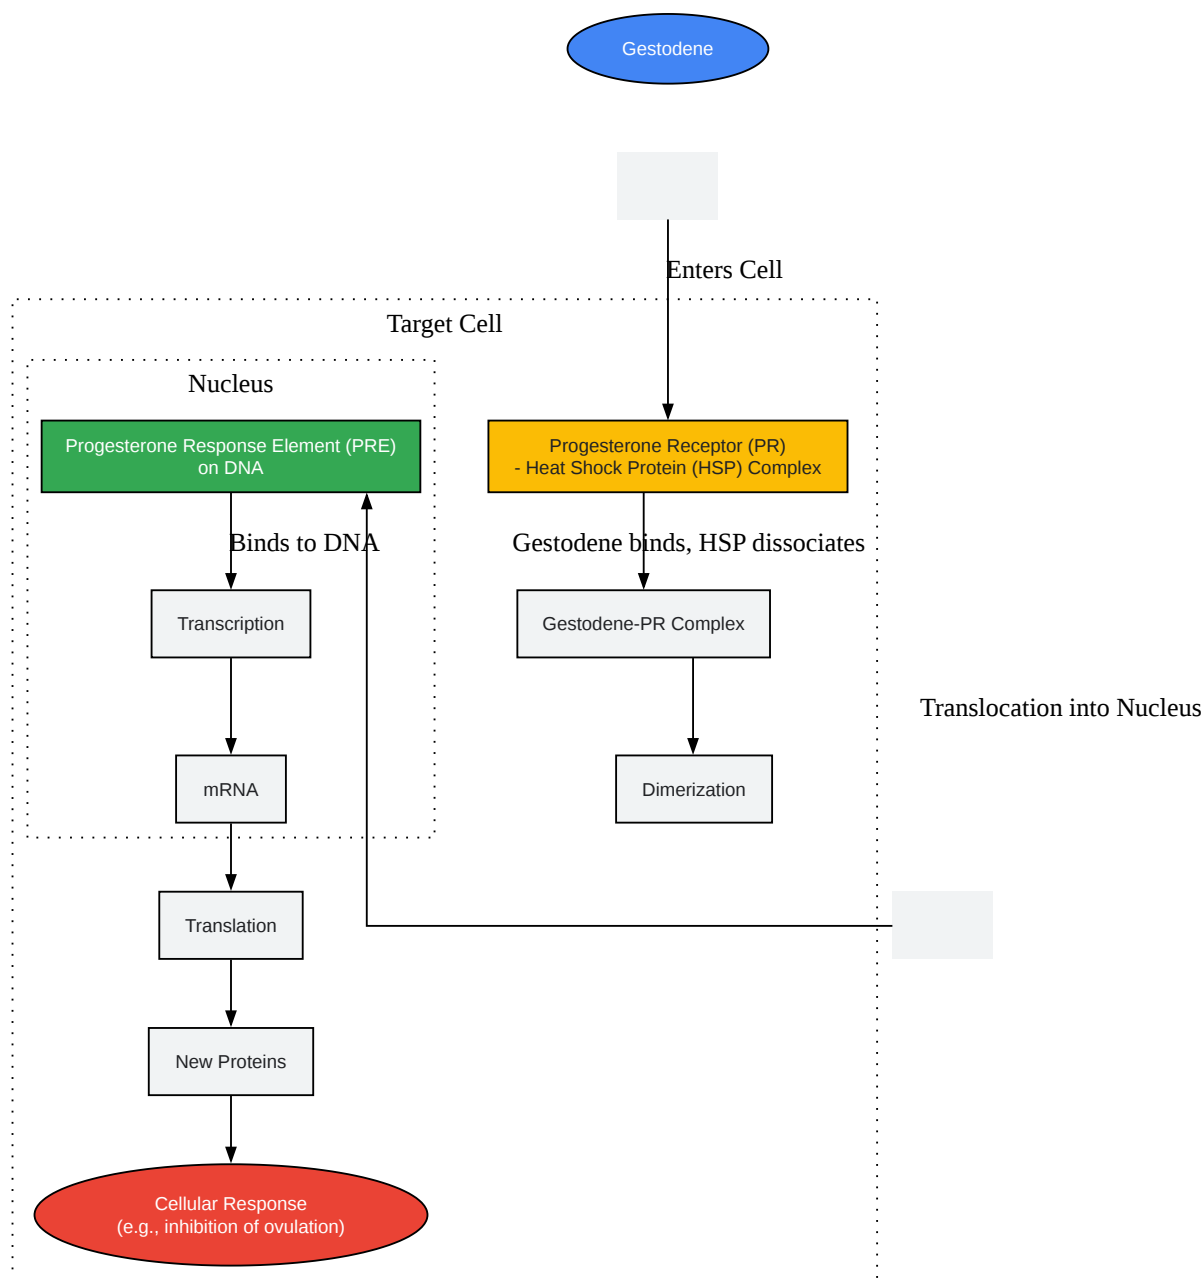 Gestodene
Enters Cell
Target Cell
Nucleus
Progesterone Response Element (PRE)
on DNA
Progesterone Receptor (PR)
- Heat Shock Protein (HSP) Complex
Binds to DNA
Gestodene binds, HSP dissociates
Transcription
Gestodene-PR Complex
Translocation into Nucleus
mRNA
Dimerization
Translation
New Proteins
Cellular Response
(e.g., inhibition of ovulation)